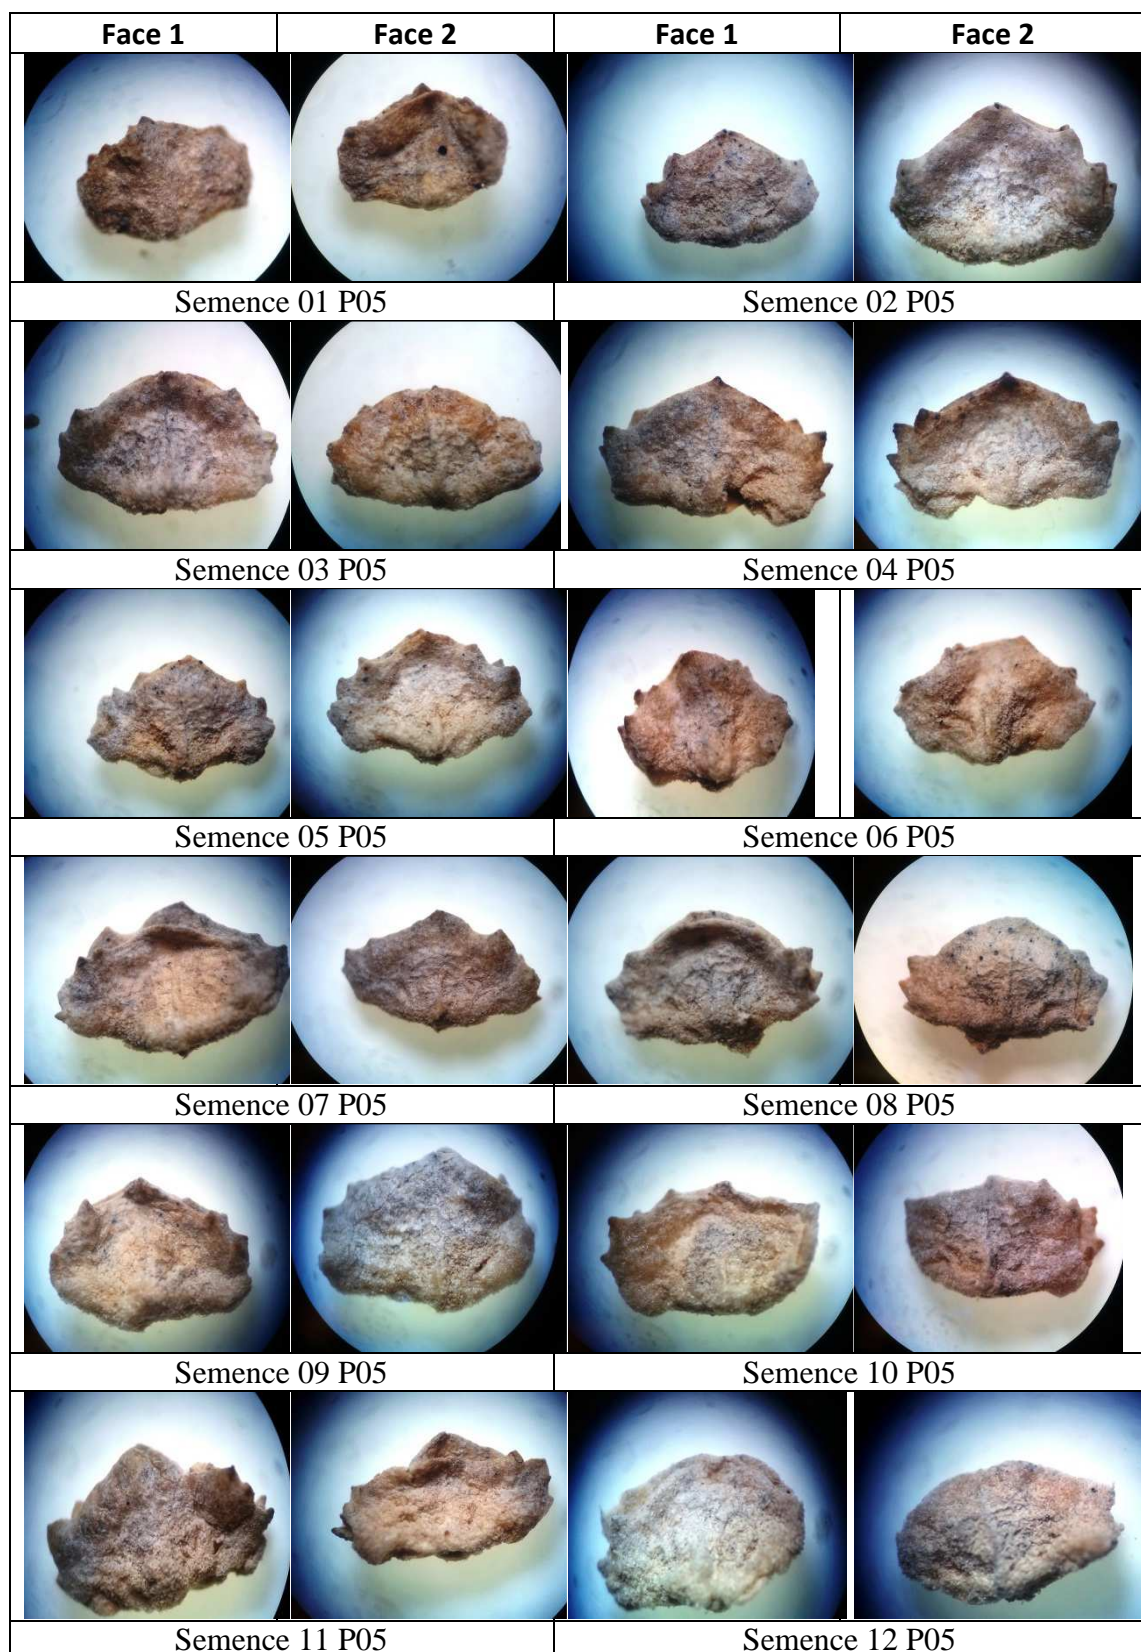 Face 1 Face 2 Face 1 Face 2
Semence 01 P05 Semence 02 P05
Semence 03 P05 Semence 04 P05
Semence 05 P05 Semence 06 P05
Semence 07 P05 Semence 08 P05
Semence 09 P05 Semence 10 P05
Semence 11 P05 Semence 12 P05